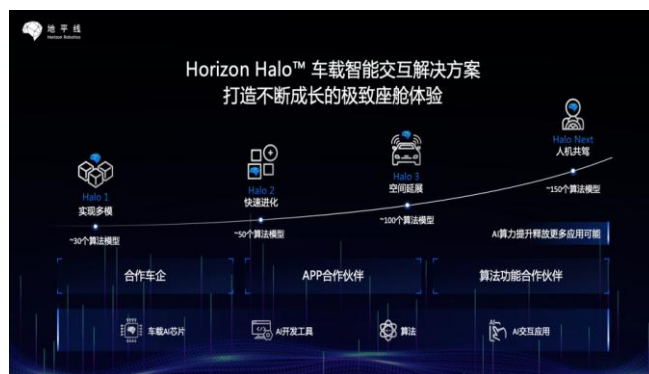 地平线
Horizon Robotics
Horizon Halo™ 车载智能交互解决方案
打造不断成长的极致座舱体验
Halo 1
实现多模
~30个算法模型
Halo 2
快速进化
~50个算法模型
Halo 3
空间延展
~100个算法模型
Halo Next
人机共驾
~150个算法模型
AI算力提升释放更多应用可能
合作车企
APP合作伙伴
算法功能合作伙伴
车载AI芯片
AI开发工具
算法
AI交互应用